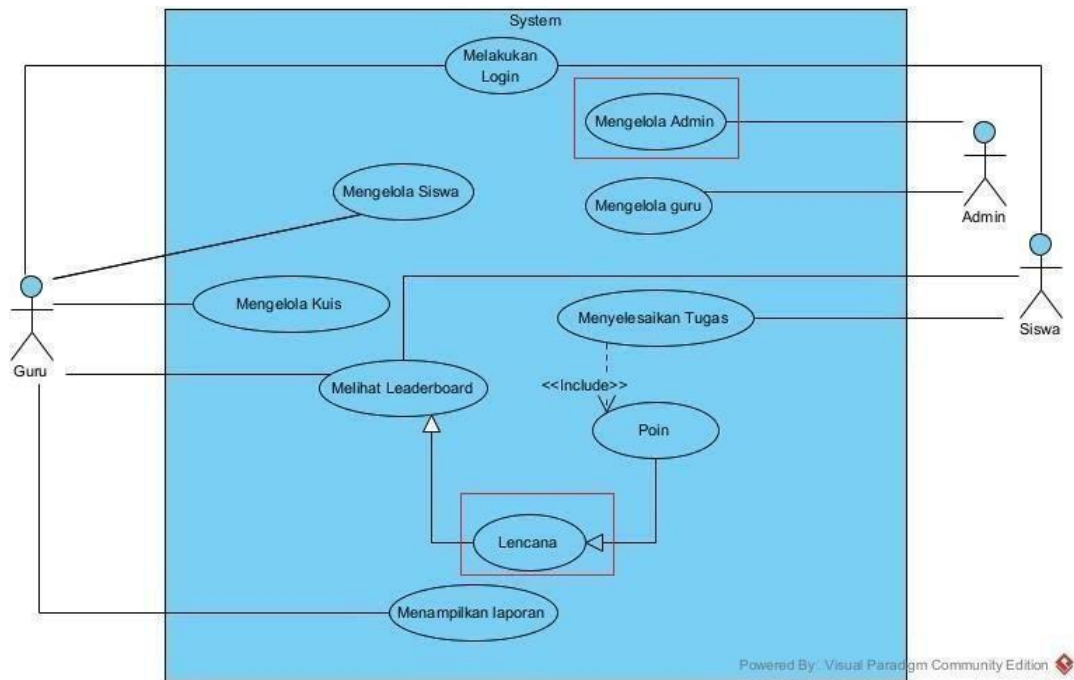 System
Melakukan
Login
Mengelola Admin
Mengelola Siswa
Mengelola guru
Admin
Mengelola Kuis
Menyelesaikan Tugas
Siswa
Guru
Melihat Leaderboard
<<Include>>
Poin
Lencana
Menampilkan laporan
Powered By: Visual Paradigm Community Edition